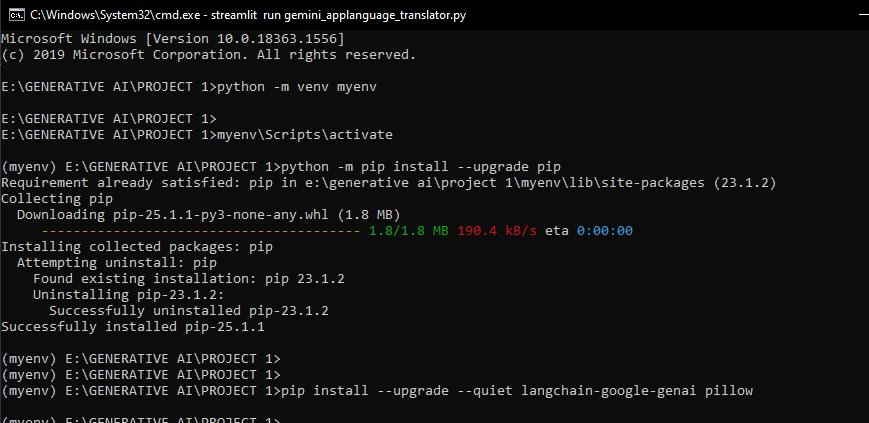 C:\Windows\System32\cmd.exe - streamlit run gemini_applanguage_translator.py
Microsoft Windows [Version 10.0.18363.1556]
(c) 2019 Microsoft Corporation. All rights reserved.
E:\GENERATIVE AI\PROJECT 1>python -m venv myenv
E:\GENERATIVE AI\PROJECT 1>
E:\GENERATIVE AI\PROJECT 1>myenv\Scripts\activate
(myenv) E:\GENERATIVE AI\PROJECT 1>python -m pip install --upgrade pip
Requirement already satisfied: pip in e:\generative ai\project 1\myenv\lib\site-packages (23.1.2)
Collecting pip
  Downloading pip-25.1.1-py3-none-any.whl (1.8 MB)
     ---------------------------------------- 1.8/1.8 MB 190.4 kB/s eta 0:00:00
Installing collected packages: pip
  Attempting uninstall: pip
    Found existing installation: pip 23.1.2
    Uninstalling pip-23.1.2:
      Successfully uninstalled pip-23.1.2
Successfully installed pip-25.1.1
(myenv) E:\GENERATIVE AI\PROJECT 1>
(myenv) E:\GENERATIVE AI\PROJECT 1>
(myenv) E:\GENERATIVE AI\PROJECT 1>pip install --upgrade --quiet langchain-google-genai pillow
(myenv) E:\GENERATIVE AI\PROJECT 1>